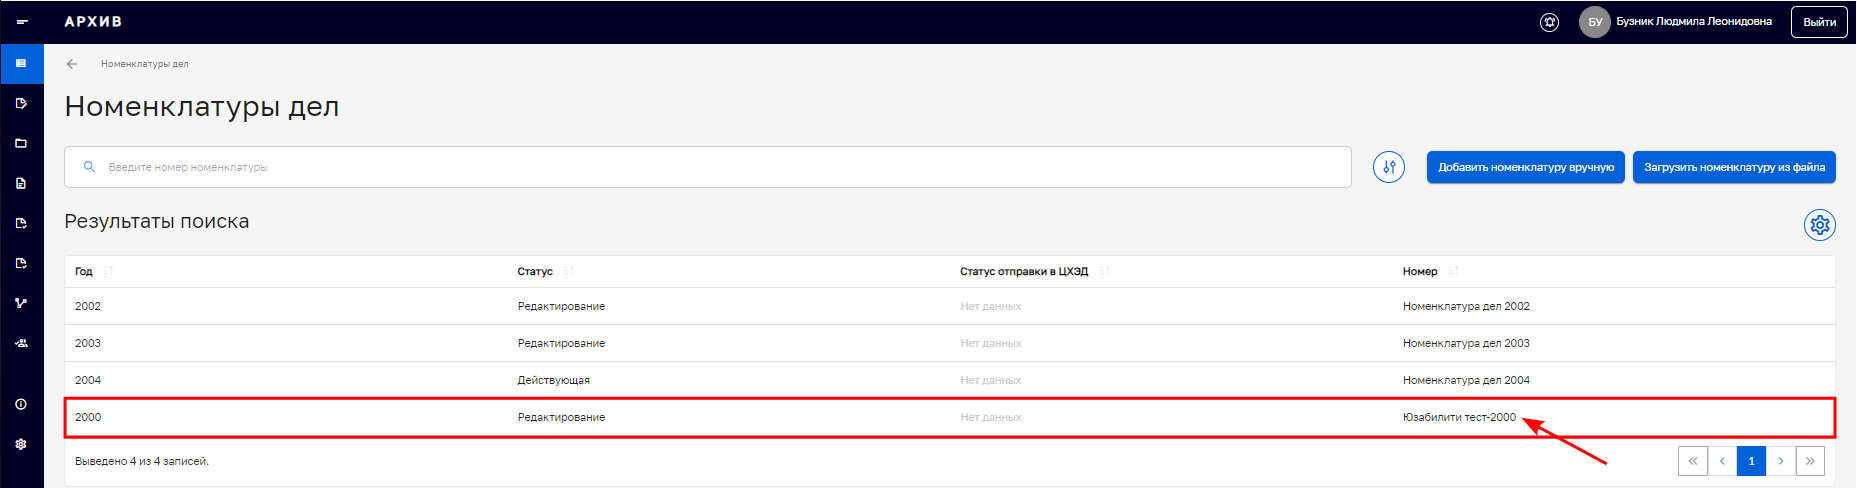 АРХИВ
БУ Бузник Людмила Леонидовна Выйти
Номенклатуры дел
Номенклатуры дел
Введите номер номенклатуры
Добавить номенклатуру вручную Загрузить номенклатуру из файла
Результаты поиска
Год Статус Статус отправки в ЦХЭД Номер
2002 Редактирование Нет данных Номенклатура дел 2002
2003 Редактирование Нет данных Номенклатура дел 2003
2004 Действующая Нет данных Номенклатура дел 2004
2000 Редактирование Нет данных Юзабилити тест-2000
Выведено 4 из 4 записей.
« ‹ 1 › »